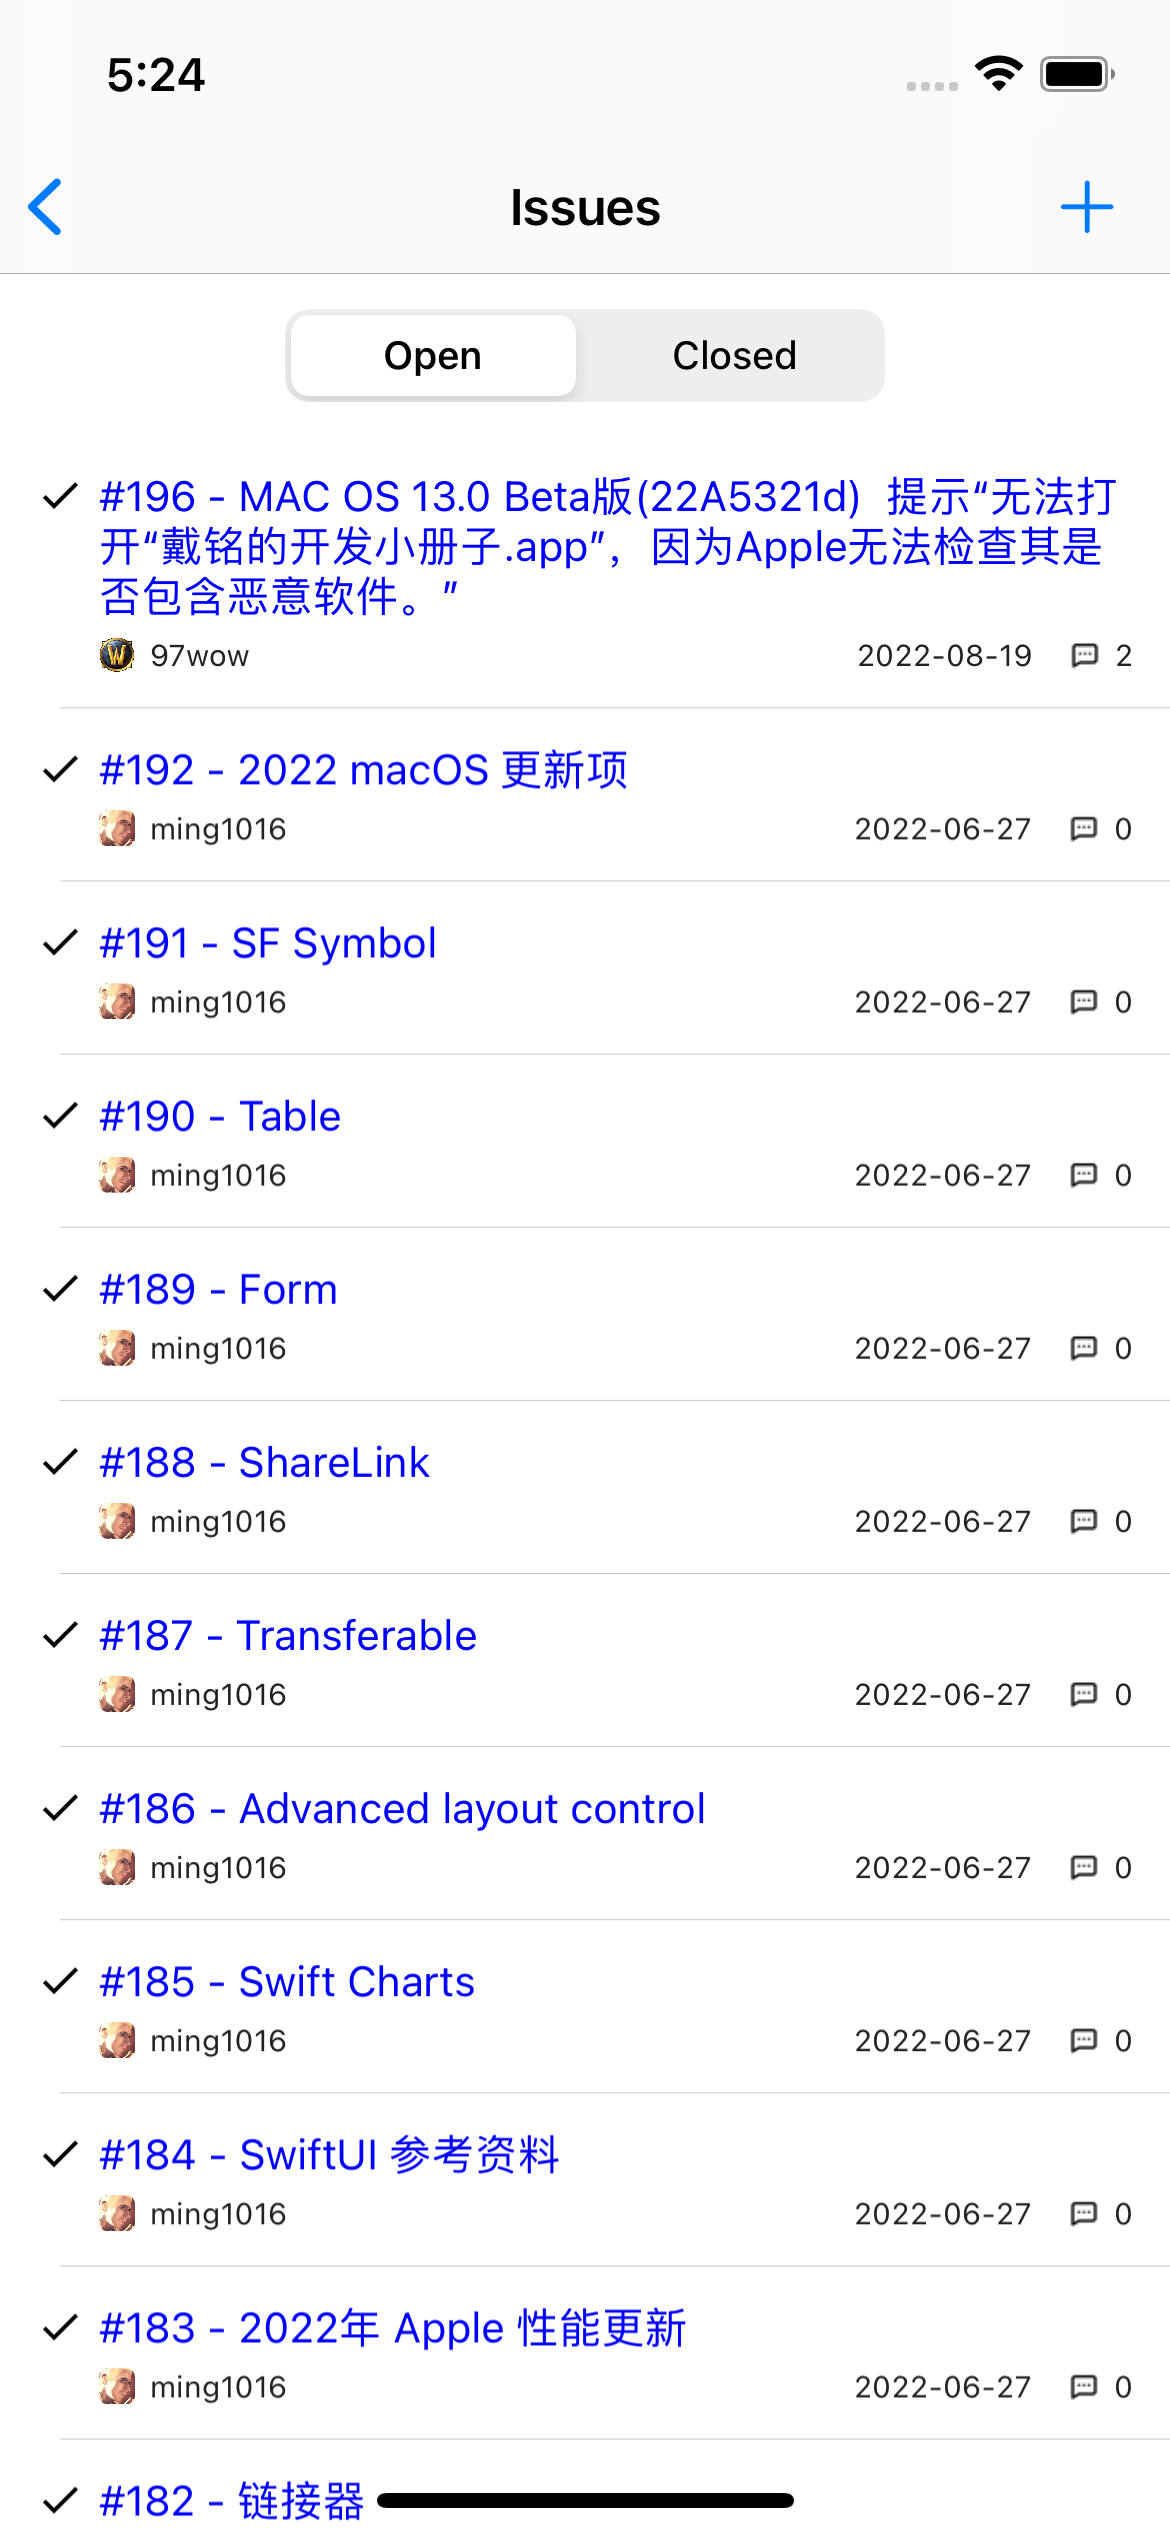 5:24
Issues
Open
Closed
#196 - MAC OS 13.0 Beta版(22A5321d)  提示“无法打
开“戴铭的开发小册子.app”，因为Apple无法检查其是
否包含恶意软件。”
97wow
2022-08-19
2
#192 - 2022 macOS 更新项
ming1016
2022-06-27
0
#191 - SF Symbol
ming1016
2022-06-27
0
#190 - Table
ming1016
2022-06-27
0
#189 - Form
ming1016
2022-06-27
0
#188 - ShareLink
ming1016
2022-06-27
0
#187 - Transferable
ming1016
2022-06-27
0
#186 - Advanced layout control
ming1016
2022-06-27
0
#185 - Swift Charts
ming1016
2022-06-27
0
#184 - SwiftUI 参考资料
ming1016
2022-06-27
0
#183 - 2022年 Apple 性能更新
ming1016
2022-06-27
0
#182 - 链接器